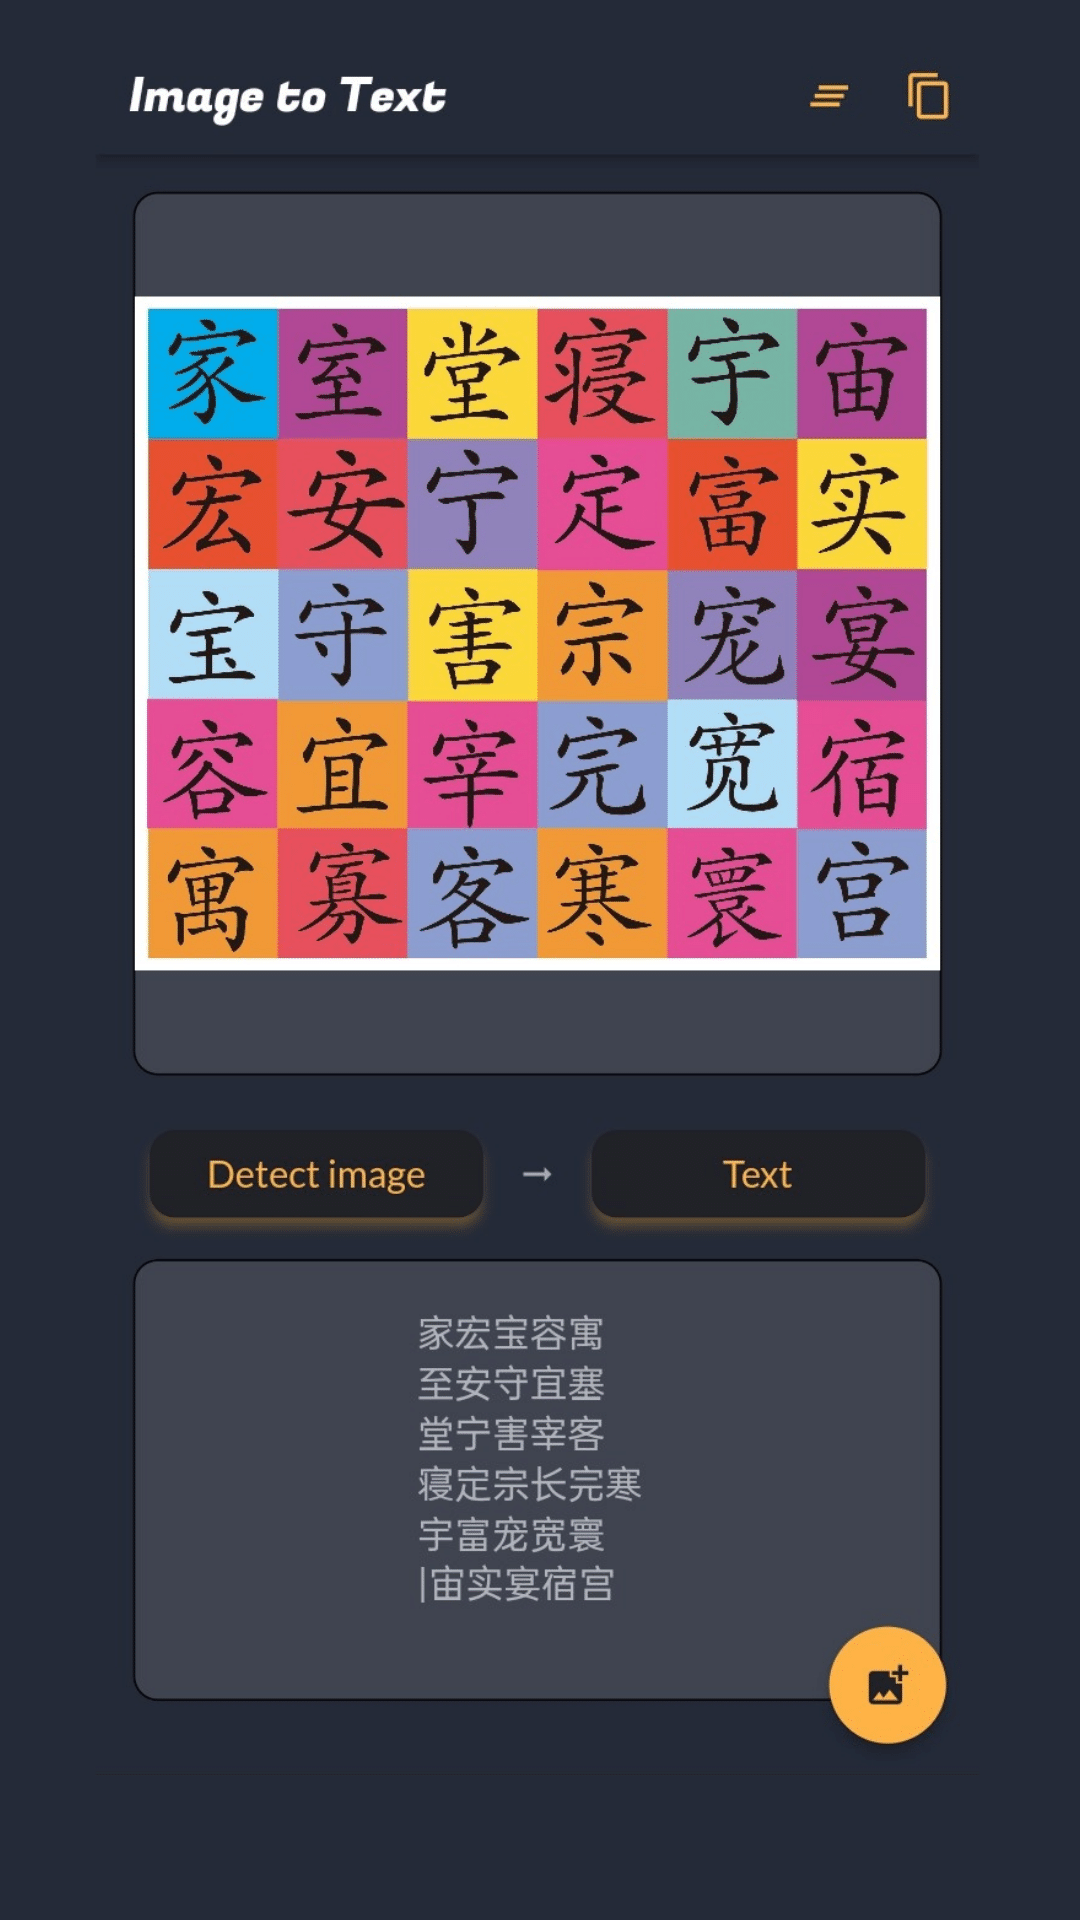 Image to Text
家室堂寝宇宙
宏安宁定富实
宝守害宗宠宴
容宜宰完宽宿
寓寡客寒寰宫
Detect image → Text
家宏宝容寓
至安守宜塞
堂宁害宰客
寝定宗长完寒
宇富宠宽寰
|宙实宴宿宫